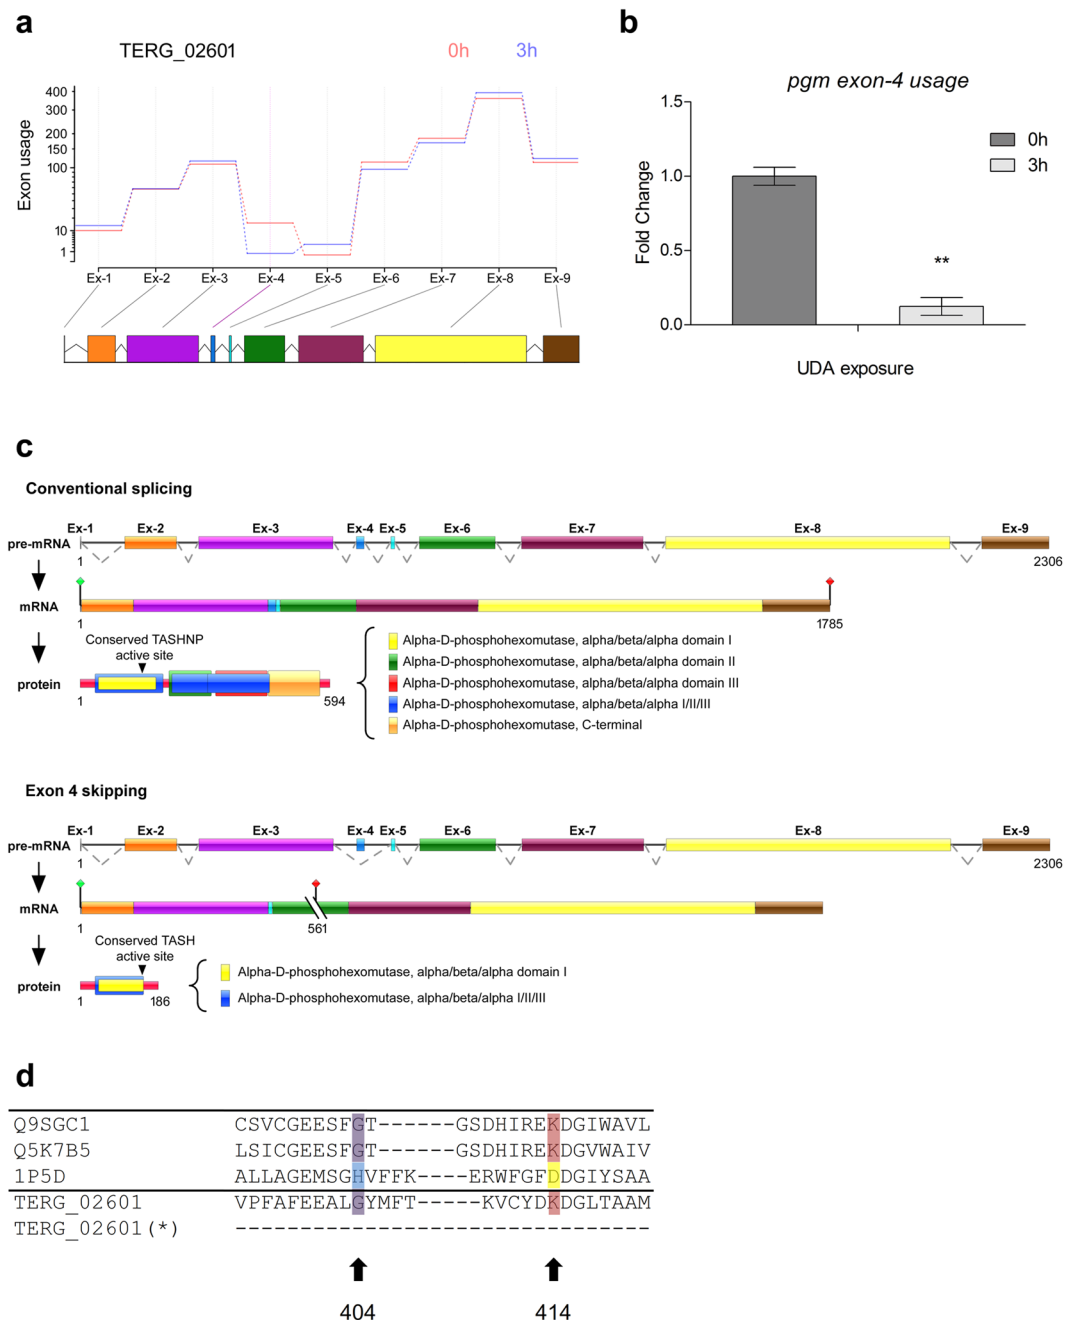 a
TERG_02601 0h 3h
Exon usage
400
300
200
150
100
10
1
Ex-1 Ex-2 Ex-3 Ex-4 Ex-5 Ex-6 Ex-7 Ex-8 Ex-9
b
pgm exon-4 usage
Fold Change
1.5
1.0
0.5
0.0
**
0h
3h
UDA exposure
c
Conventional splicing
Ex-1 Ex-2 Ex-3 Ex-4 Ex-5 Ex-6 Ex-7 Ex-8 Ex-9
pre-mRNA
1 2306
mRNA
1 1785
Conserved TASHNP
active site
protein
1 594
Alpha-D-phosphohexomutase, alpha/beta/alpha domain I
Alpha-D-phosphohexomutase, alpha/beta/alpha domain II
Alpha-D-phosphohexomutase, alpha/beta/alpha domain III
Alpha-D-phosphohexomutase, alpha/beta/alpha I/II/III
Alpha-D-phosphohexomutase, C-terminal
Exon 4 skipping
Ex-1 Ex-2 Ex-3 Ex-4 Ex-5 Ex-6 Ex-7 Ex-8 Ex-9
pre-mRNA
1 2306
mRNA
1 561
Conserved TASH
active site
protein
1 186
Alpha-D-phosphohexomutase, alpha/beta/alpha domain I
Alpha-D-phosphohexomutase, alpha/beta/alpha I/II/III
d
Q9SGC1 CSVCGEESFGT------GSDHIREKDGIWAVL
Q5K7B5 LSICGEESFGT------GSDHIREKDGVWAIV
1P5D ALLAGEMSGHVFFK----ERWFGFDDGIYSAA
TERG_02601 VPFAFEEALGYMFT-----KVCYDKDGLTAAM
TERG_02601(*) --------------------------------
404 414